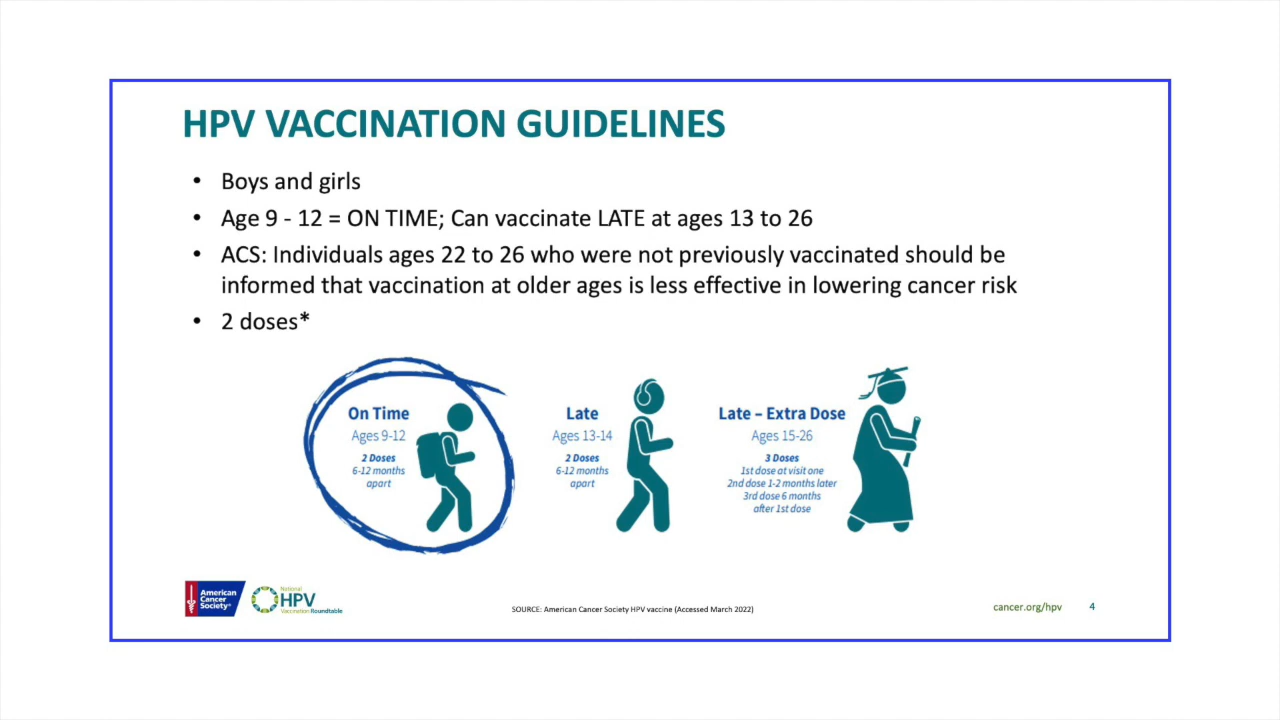 HPV VACCINATION GUIDELINES
• Boys and girls
• Age 9 - 12 = ON TIME; Can vaccinate LATE at ages 13 to 26
• ACS: Individuals ages 22 to 26 who were not previously vaccinated should be
informed that vaccination at older ages is less effective in lowering cancer risk
• 2 doses*
On Time
Ages 9-12
2 Doses
6-12 months
apart
Late
Ages 13-14
2 Doses
6-12 months
apart
Late – Extra Dose
Ages 15-26
3 Doses
1st dose at visit one
2nd dose 1-2 months later
3rd dose 6 months
after 1st dose
American
Cancer
Society®
National
HPV
Vaccination Roundtable
SOURCE: American Cancer Society HPV vaccine (Accessed March 2022)
cancer.org/hpv
4